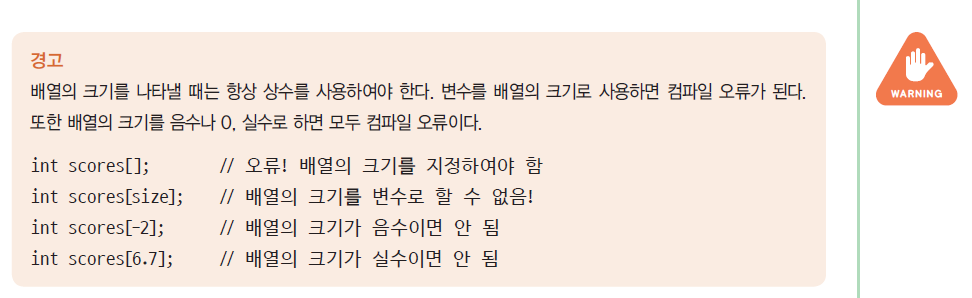 경고
배열의 크기를 나타낼 때는 항상 상수를 사용하여야 한다. 변수를 배열의 크기로 사용하면 컴파일 오류가 된다.
또한 배열의 크기를 음수나 0, 실수로 하면 모두 컴파일 오류이다.
int scores[]; // 오류! 배열의 크기를 지정하여야 함
int scores[size]; // 배열의 크기를 변수로 할 수 없음!
int scores[-2]; // 배열의 크기가 음수이면 안 됨
int scores[6.7]; // 배열의 크기가 실수이면 안 됨
WARNING